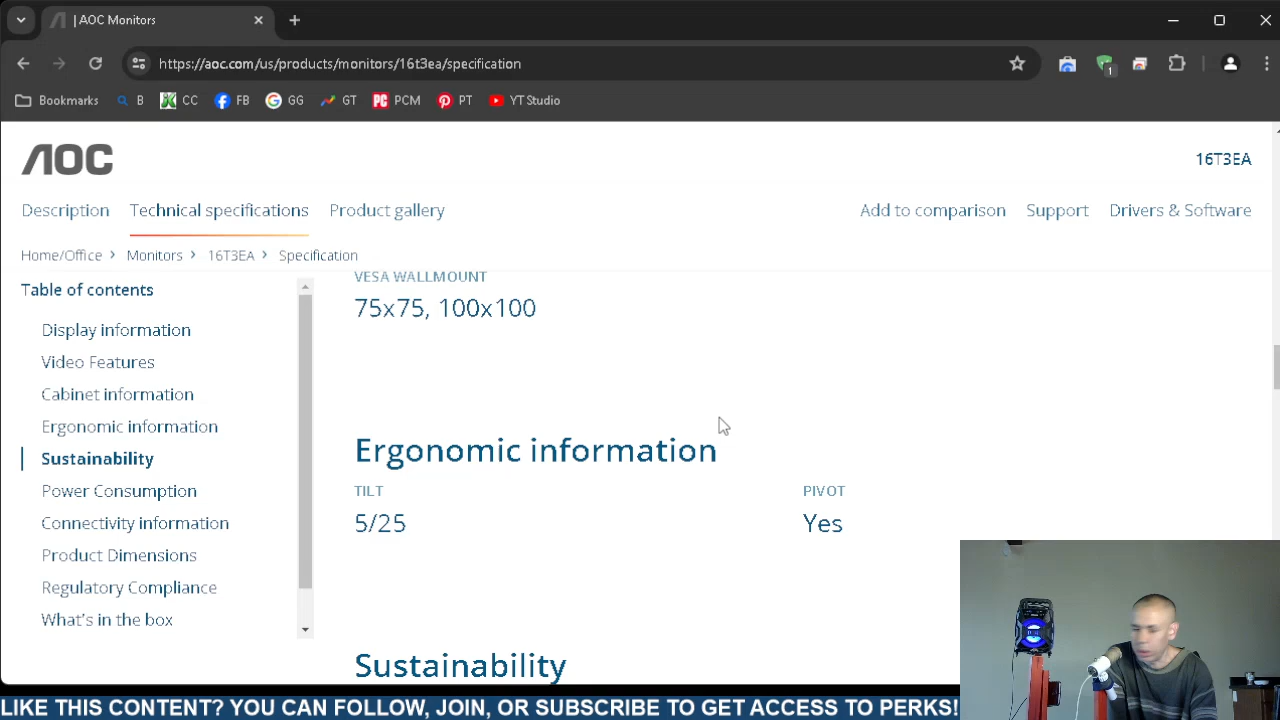 | AOC Monitors
https://aoc.com/us/products/monitors/16t3ea/specification
1
Bookmarks B CC FB GG GT PC PCM PT YT Studio
AOC
16T3EA
Description Technical specifications Product gallery Add to comparison Support Drivers & Software
Home/Office > Monitors > 16T3EA > Specification
Table of contents
Display information
Video Features
Cabinet information
Ergonomic information
Sustainability
Power Consumption
Connectivity information
Product Dimensions
Regulatory Compliance
What's in the box
VESA WALLMOUNT
75x75, 100x100
Ergonomic information
TILT
5/25
PIVOT
Yes
Sustainability
LIKE THIS CONTENT? YOU CAN FOLLOW, JOIN, OR SUBSCRIBE TO GET ACCESS TO PERKS!